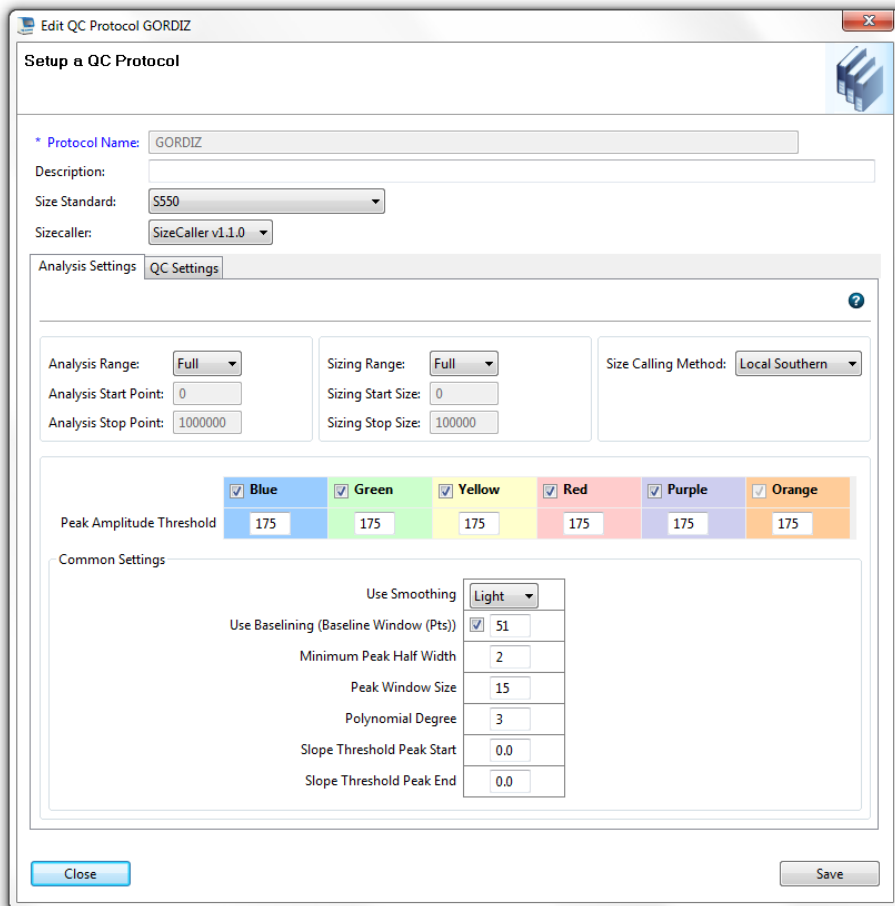 Edit QC Protocol GORDIZ
Setup a QC Protocol
* Protocol Name: GORDIZ
Description:
Size Standard: S550
Sizecaller: SizeCaller v1.1.0
Analysis Settings QC Settings
?
Analysis Range: Full Sizing Range: Full Size Calling Method: Local Southern
Analysis Start Point: 0 Sizing Start Size: 0
Analysis Stop Point: 1000000 Sizing Stop Size: 100000
Blue Green Yellow Red Purple Orange
Peak Amplitude Threshold 175 175 175 175 175 175
Common Settings
Use Smoothing Light
Use Baselining (Baseline Window (Pts)) 51
Minimum Peak Half Width 2
Peak Window Size 15
Polynomial Degree 3
Slope Threshold Peak Start 0.0
Slope Threshold Peak End 0.0
Close Save